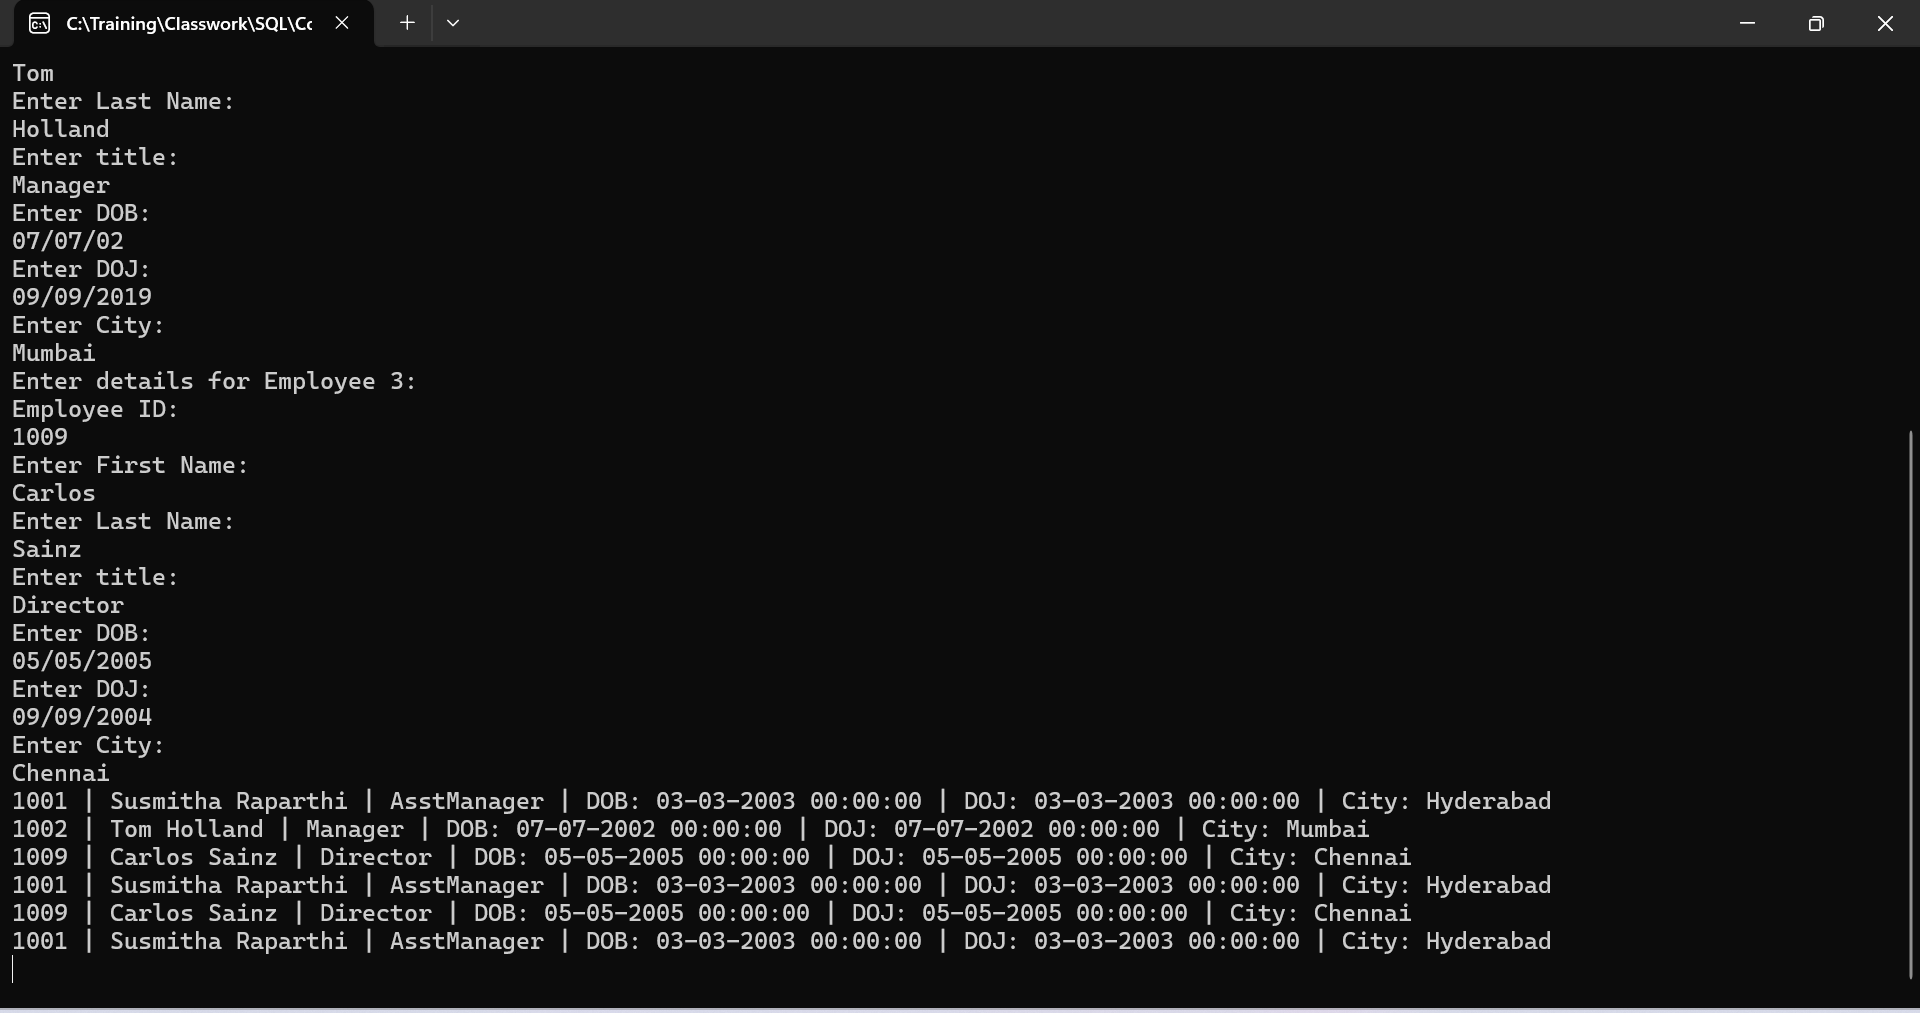 C:\Training\Classwork\SQL\Cc
Tom
Enter Last Name:
Holland
Enter title:
Manager
Enter DOB:
07/07/02
Enter DOJ:
09/09/2019
Enter City:
Mumbai
Enter details for Employee 3:
Employee ID:
1009
Enter First Name:
Carlos
Enter Last Name:
Sainz
Enter title:
Director
Enter DOB:
05/05/2005
Enter DOJ:
09/09/2004
Enter City:
Chennai
1001 | Susmitha Raparthi | AsstManager | DOB: 03-03-2003 00:00:00 | DOJ: 03-03-2003 00:00:00 | City: Hyderabad
1002 | Tom Holland | Manager | DOB: 07-07-2002 00:00:00 | DOJ: 07-07-2002 00:00:00 | City: Mumbai
1009 | Carlos Sainz | Director | DOB: 05-05-2005 00:00:00 | DOJ: 05-05-2005 00:00:00 | City: Chennai
1001 | Susmitha Raparthi | AsstManager | DOB: 03-03-2003 00:00:00 | DOJ: 03-03-2003 00:00:00 | City: Hyderabad
1009 | Carlos Sainz | Director | DOB: 05-05-2005 00:00:00 | DOJ: 05-05-2005 00:00:00 | City: Chennai
1001 | Susmitha Raparthi | AsstManager | DOB: 03-03-2003 00:00:00 | DOJ: 03-03-2003 00:00:00 | City: Hyderabad